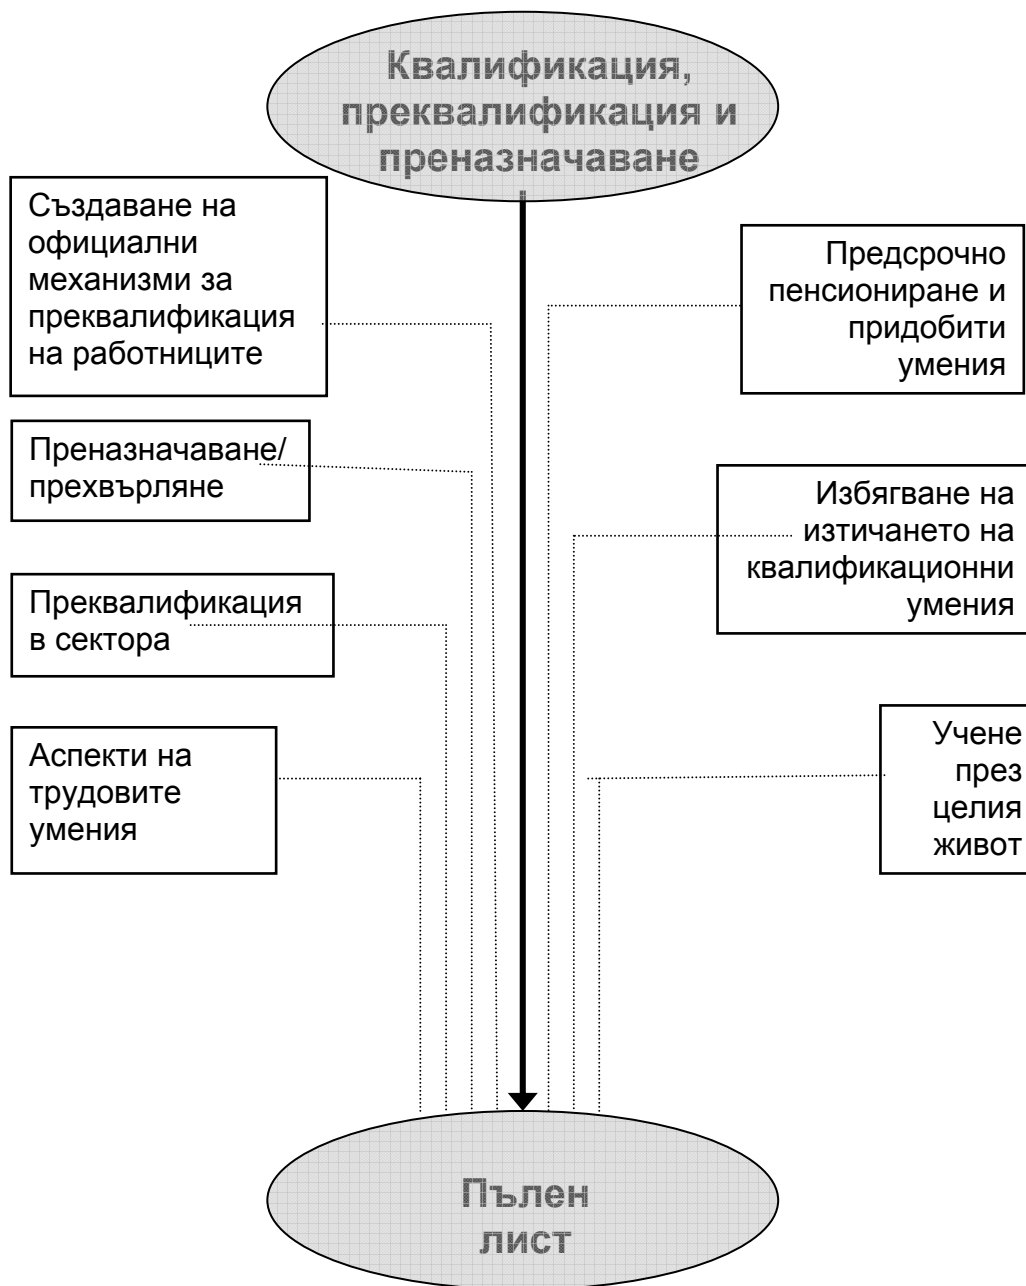 Квалификация,
преквалификация и
преназначаване
Създаване на
официални
механизми за
преквалификация
на работниците
Предсрочно
пенсиониране и
придобити
умения
Преназначаване/
прехвърляне
Избягване на
изтичането на
квалификационни
умения
Преквалификация
в сектора
Аспекти на
трудовите
умения
Учене
през
целия
живот
Пълен
лист